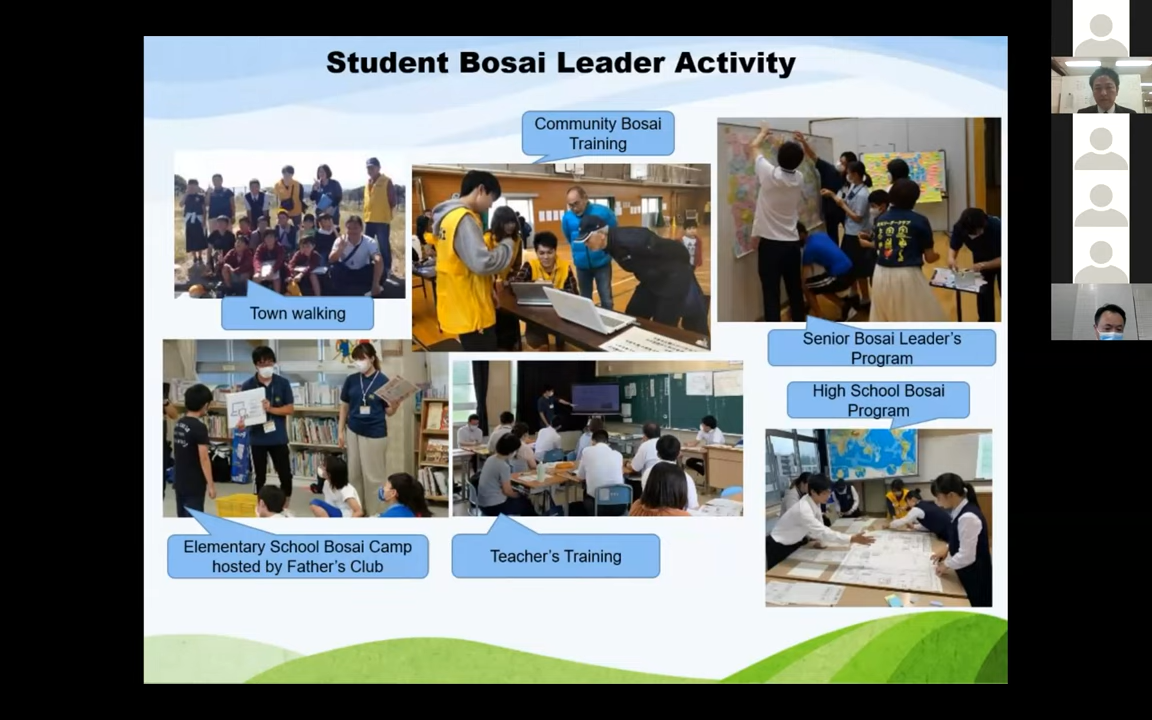 Student Bosai Leader Activity
Community Bosai
Training
Town walking
Senior Bosai Leader's
Program
High School Bosai
Program
Elementary School Bosai Camp
hosted by Father's Club
Teacher's Training